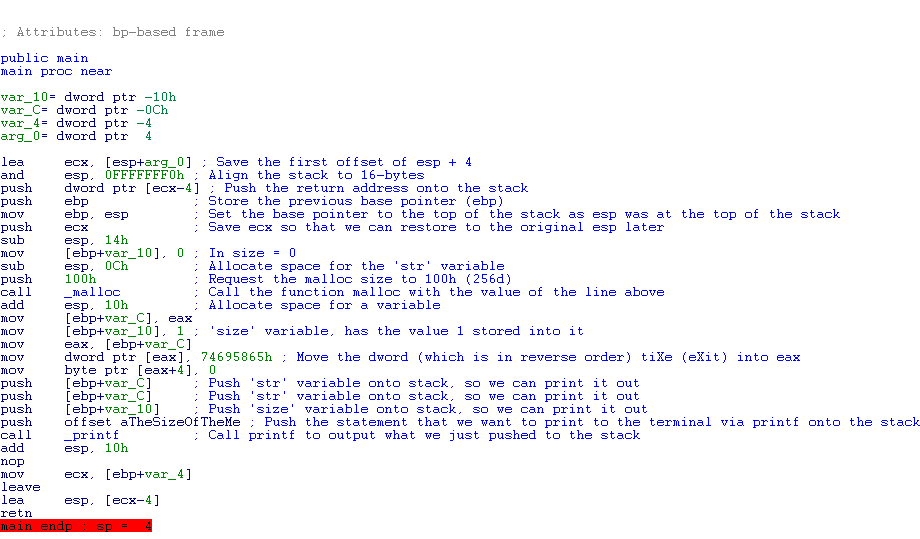 ; Attributes: bp-based frame
public main
main proc near
var_10= dword ptr -10h
var_C= dword ptr -0Ch
var_4= dword ptr -4
arg_0= dword ptr  4
lea     ecx, [esp+arg_0] ; Save the first offset of esp + 4
and     esp, 0FFFFFFF0h ; Align the stack to 16-bytes
push    dword ptr [ecx-4] ; Push the return address onto the stack
push    ebp             ; Store the previous base pointer (ebp)
mov     ebp, esp        ; Set the base pointer to the top of the stack as esp was at the top of the stack
push    ecx             ; Save ecx so that we can restore to the original esp later
sub     esp, 14h
mov     [ebp+var_10], 0 ; In size = 0
sub     esp, 0Ch        ; Allocate space for the 'str' variable
push    100h            ; Request the malloc size to 100h (256d)
call    _malloc         ; Call the function malloc with the value of the line above
add     esp, 10h        ; Allocate space for a variable
mov     [ebp+var_C], eax
mov     [ebp+var_10], 1 ; 'size' variable, has the value 1 stored into it
mov     eax, [ebp+var_C]
mov     dword ptr [eax], 74695865h ; Move the dword (which is in reverse order) tiXe (eXit) into eax
mov     byte ptr [eax+4], 0
push    [ebp+var_C]     ; Push 'str' variable onto stack, so we can print it out
push    [ebp+var_C]     ; Push 'str' variable onto stack, so we can print it out
push    [ebp+var_10]    ; Push 'size' variable onto stack, so we can print it out
push    offset aTheSizeOfTheMe ; Push the statement that we want to print to the terminal via printf onto the stack
call    _printf         ; Call printf to output what we just pushed to the stack
add     esp, 10h
nop
mov     ecx, [ebp+var_4]
leave
lea     esp, [ecx-4]
retn
main endp ; sp =  4